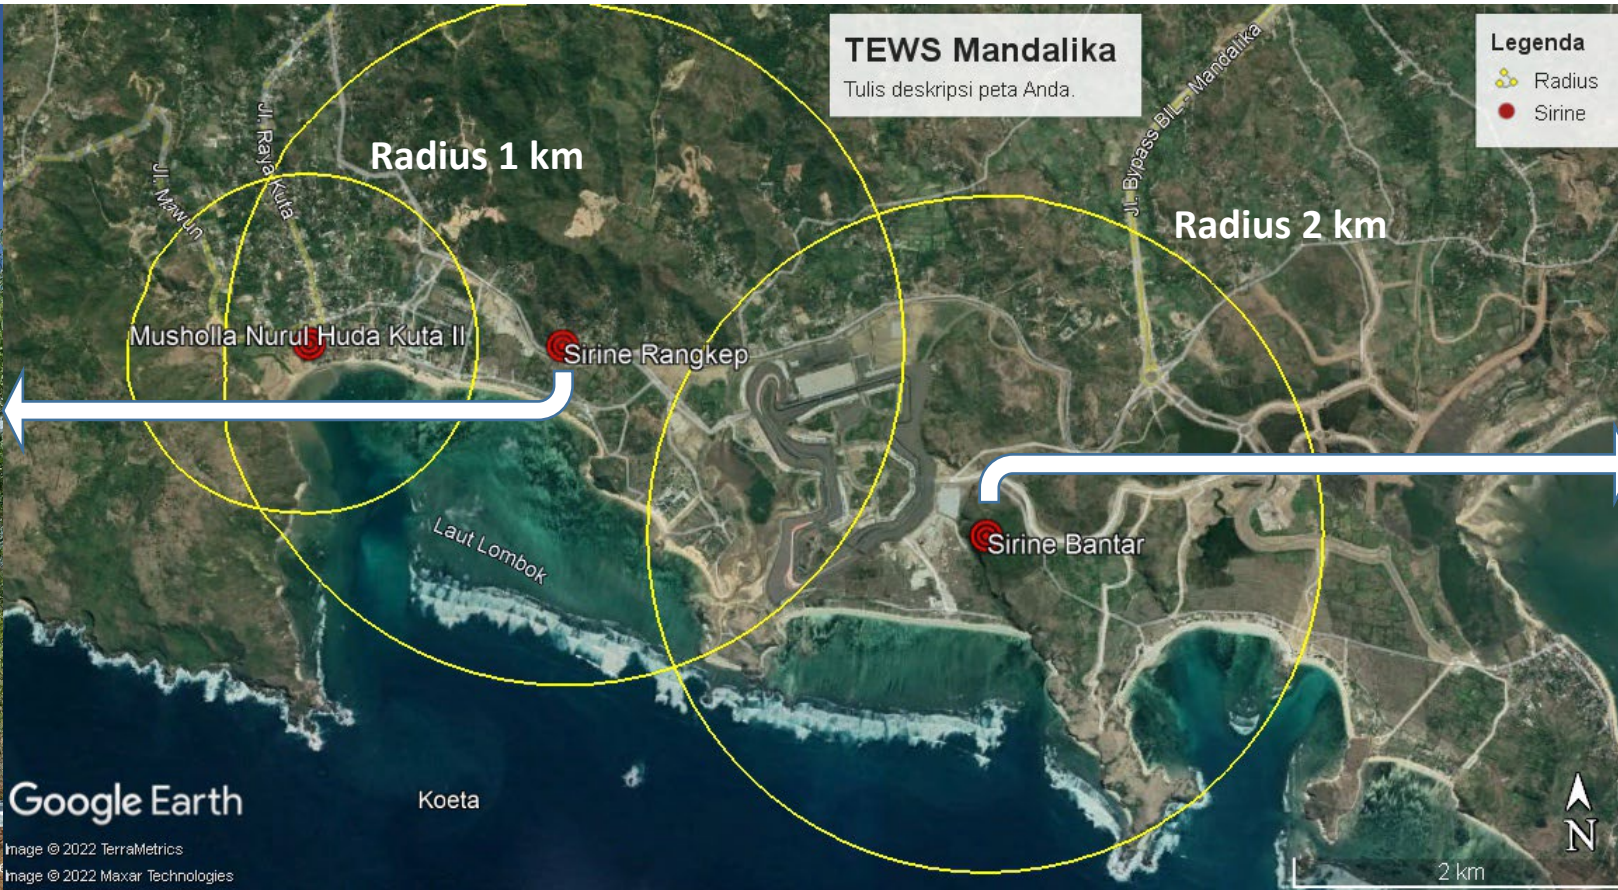 TEWS Mandalika
Tulis deskripsi peta Anda.
Legenda
Radius
Sirine
Jl. Bypass BIL - Mandalika
Jl. Raya Kuta
Jl. Mawun
Radius 1 km
Radius 2 km
Musholla Nurul Huda Kuta II
Sirine Rangkep
Sirine Bantar
Laut Lombok
Koeta
Google Earth
Image © 2022 TerraMetrics
Image © 2022 Maxar Technologies
N
2 km